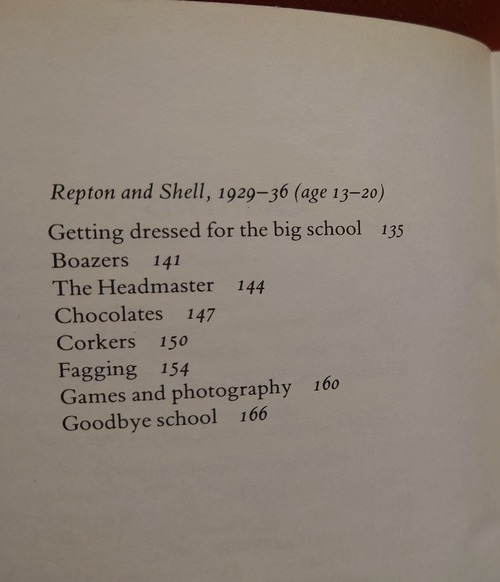 Repton and Shell, 1929–36 (age 13–20)
Getting dressed for the big school 135
Boazers 141
The Headmaster 144
Chocolates 147
Corkers 150
Fagging 154
Games and photography 160
Goodbye school 166